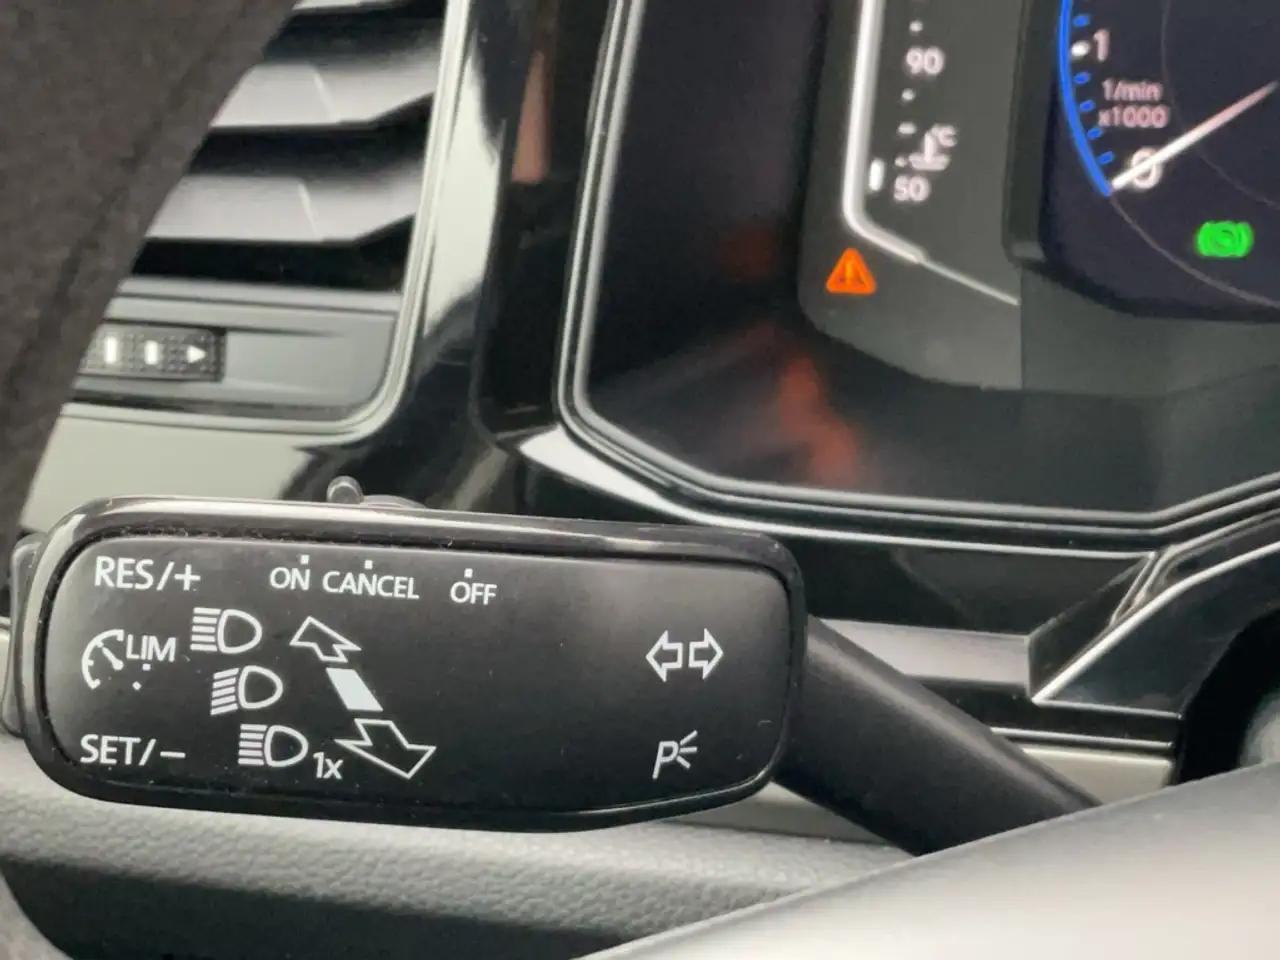 90
50
°C
1
1/min
x1000
0
RES/+
ON CANCEL OFF
LIM
SET/−
1x
P